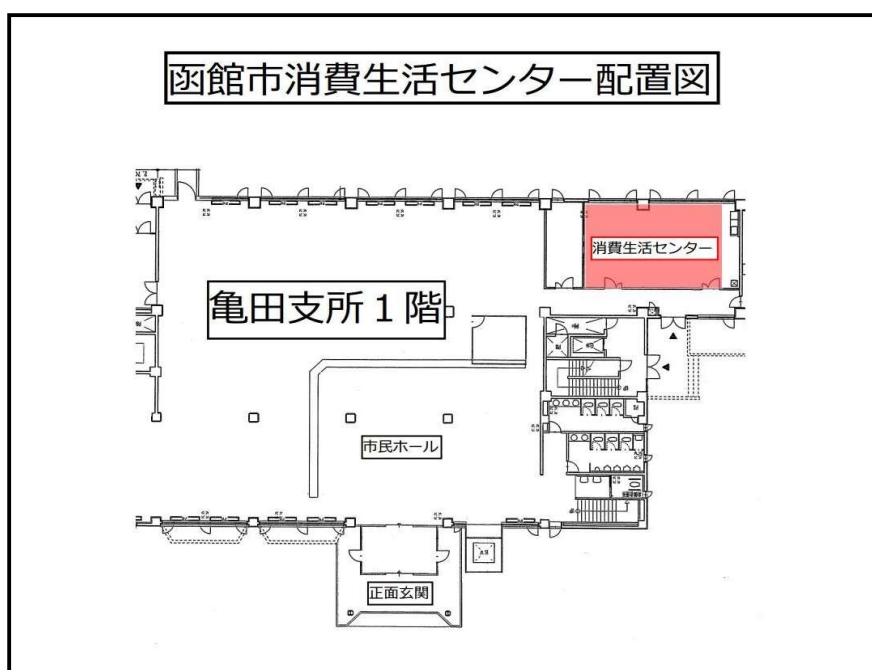 函館市消費生活センター配置図
消費生活センター
亀田支所１階
市民ホール
正面玄関